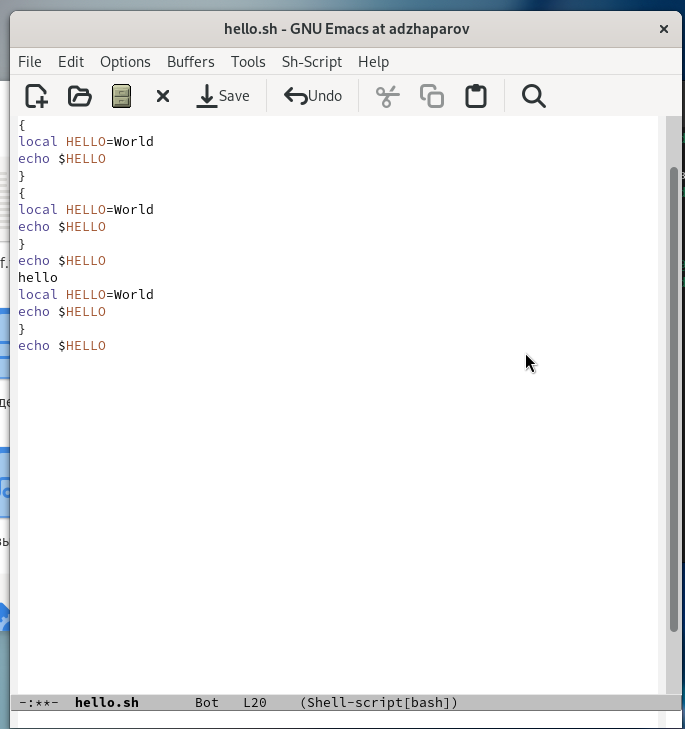 hello.sh - GNU Emacs at adzhaparov
File Edit Options Buffers Tools Sh-Script Help
Save Undo
{
local HELLO=World
echo $HELLO
}
{
local HELLO=World
echo $HELLO
}
echo $HELLO
hello
local HELLO=World
echo $HELLO
}
echo $HELLO
-:**- hello.sh Bot L20 (Shell-script[bash])